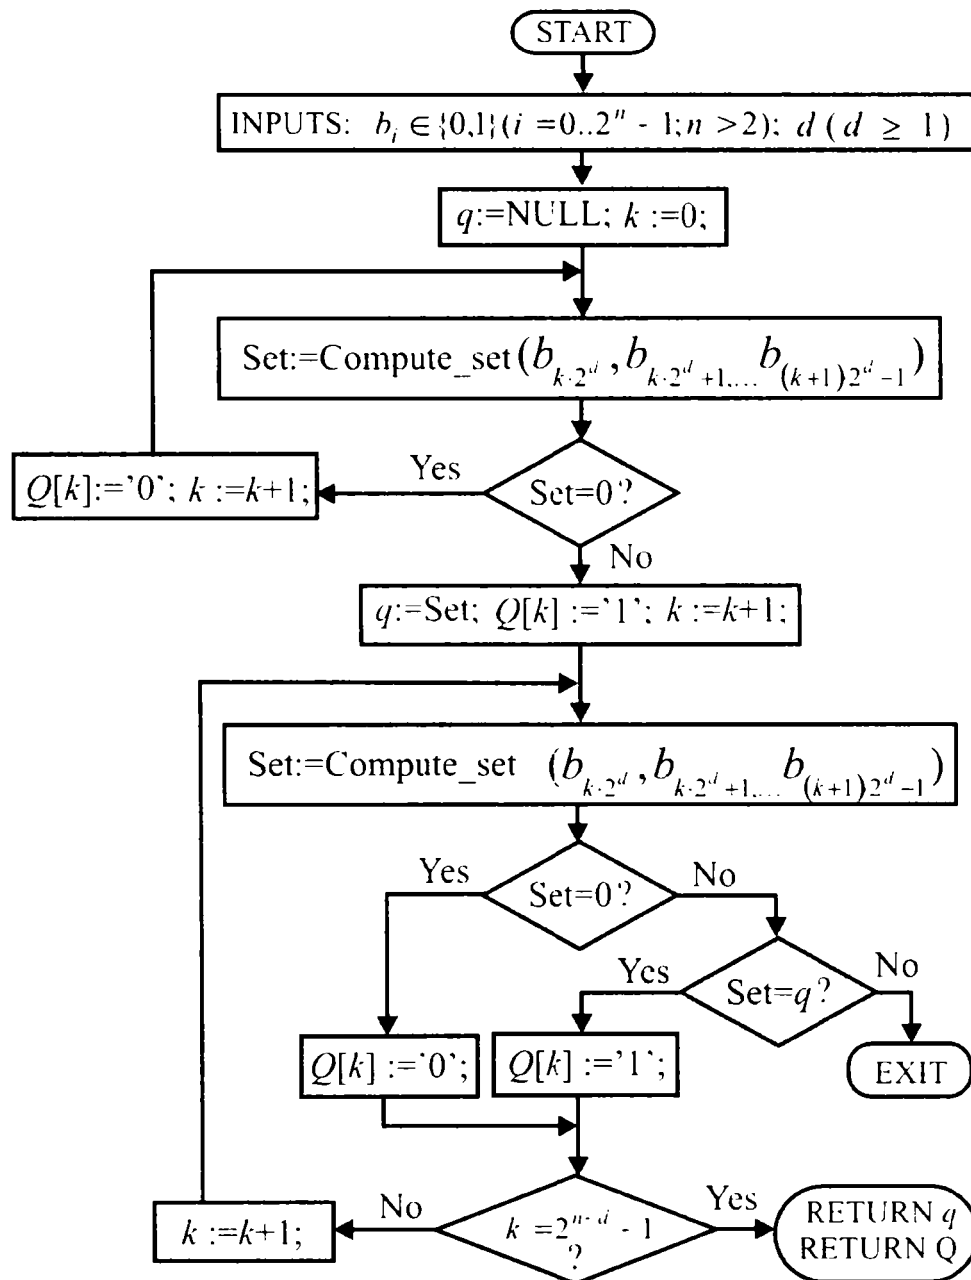 START
INPUTS: b_i ∈ {0,1}(i =0..2^n - 1; n >2); d ( d ≥ 1)
q:=NULL; k :=0;
Set:=Compute_set(b_{k·2^d}, b_{k·2^d+1,...} b_{(k+1)2^d-1})
Yes
Q[k]:='0'; k :=k+1;
Set=0?
No
q:=Set; Q[k] :='1'; k :=k+1;
Set:=Compute_set (b_{k·2^d}, b_{k·2^d+1,...} b_{(k+1)2^d-1})
Yes
Set=0?
No
Yes
Set=q?
No
Q[k] :='0';
Q[k] :='1';
EXIT
No
k =2^{n-d} - 1
?
Yes
k :=k+1;
RETURN q
RETURN Q